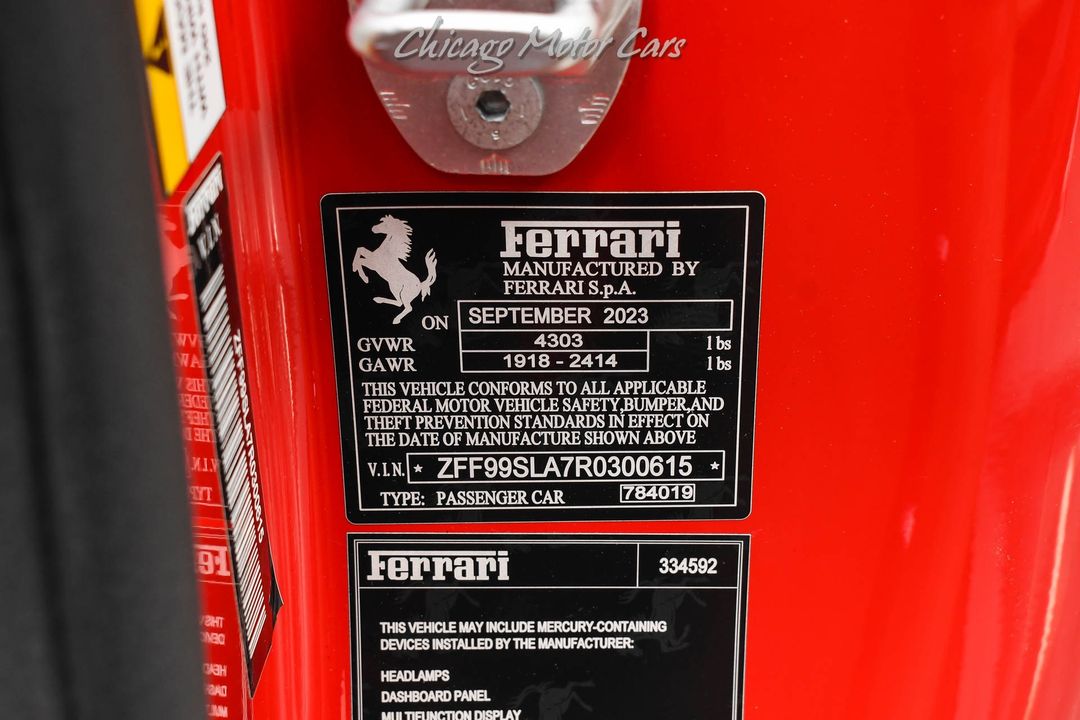 Chicago Motor Cars
Ferrari
MANUFACTURED BY
FERRARI S.p.A.
ON SEPTEMBER 2023
GVWR 4303 lbs
GAWR 1918 - 2414 lbs
THIS VEHICLE CONFORMS TO ALL APPLICABLE
FEDERAL MOTOR VEHICLE SAFETY,BUMPER,AND
THEFT PREVENTION STANDARDS IN EFFECT ON
THE DATE OF MANUFACTURE SHOWN ABOVE
V.I.N. * ZFF99SLA7R0300615 *
TYPE: PASSENGER CAR 784019
Ferrari 334592
THIS VEHICLE MAY INCLUDE MERCURY-CONTAINING
DEVICES INSTALLED BY THE MANUFACTURER:
HEADLAMPS
DASHBOARD PANEL
MULTIFUNCTION DISPLAY